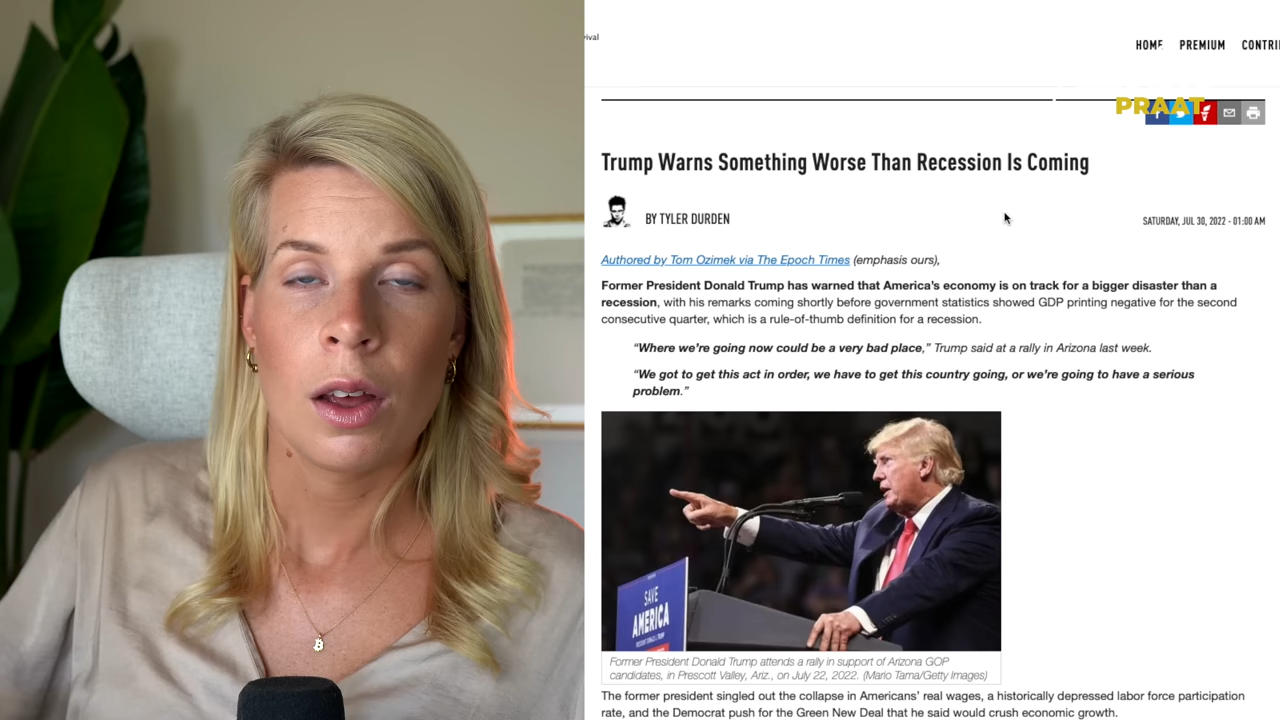 vival
HOME PREMIUM
PRAAT
Trump Warns Something Worse Than Recession Is Coming
BY TYLER DURDEN
SATURDAY, JUL 30, 2022 - 01:00 AM
Authored by Tom Ozimek via The Epoch Times (emphasis ours),
Former President Donald Trump has warned that America's economy is on track for a bigger disaster than a
recession, with his remarks coming shortly before government statistics showed GDP printing negative for the second
consecutive quarter, which is a rule-of-thumb definition for a recession.
“Where we're going now could be a very bad place,” Trump said at a rally in Arizona last week.
“We got to get this act in order, we have to get this country going, or we're going to have a serious
problem.”
SAVE
AMERICA
PRESIDENT DONALD J. TRUMP
Former President Donald Trump attends a rally in support of Arizona GOP
candidates, in Prescott Valley, Ariz., on July 22, 2022. (Mario Tama/Getty Images)
The former president singled out the collapse in Americans' real wages, a historically depressed labor force participation
rate, and the Democrat push for the Green New Deal that he said would crush economic growth.